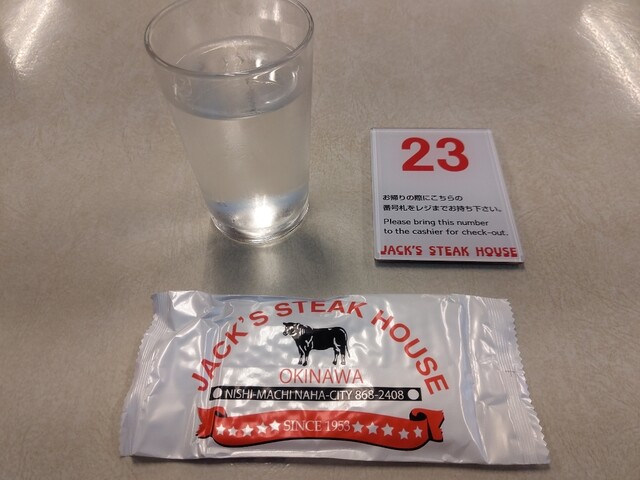 23
お帰りの際にこちらの
番号札をレジまでお持ち下さい。
Please bring this number
to the cashier for check-out.
JACK'S STEAK HOUSE
JACK'S STEAK HOUSE
OKINAWA
NISHI-MACHI NAHA-CITY 868-2408
SINCE 1953